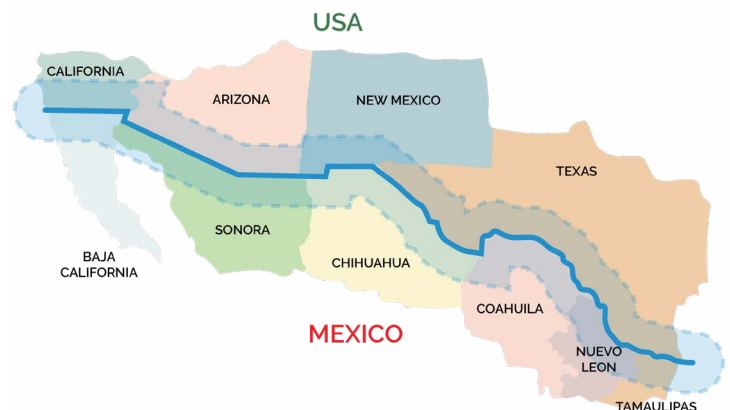 USA
CALIFORNIA
ARIZONA
NEW MEXICO
TEXAS
SONORA
BAJA
CALIFORNIA
CHIHUAHUA
COAHUILA
MEXICO
NUEVO
LEON
TAMAULIPAS